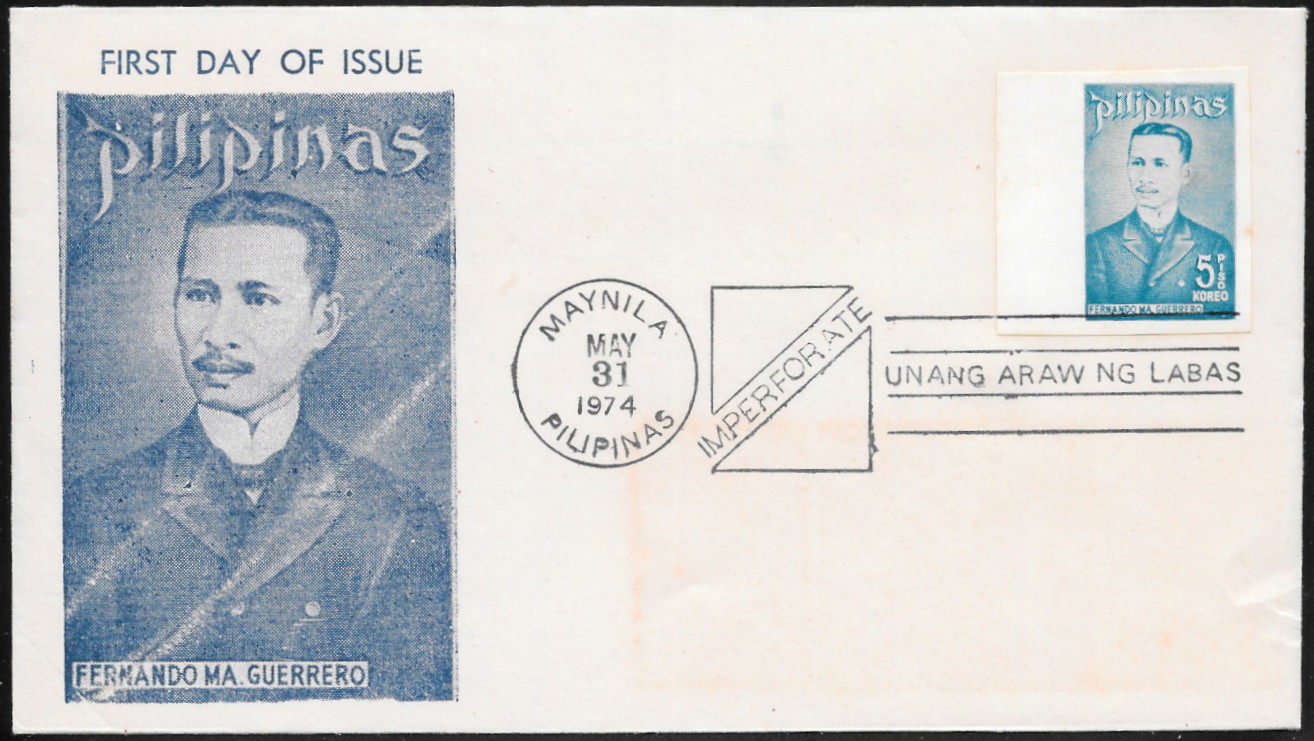 FIRST DAY OF ISSUE
pilipinas
FERNANDO MA. GUERRERO
MAYNILA
MAY
31
1974
PILIPINAS
IMPERFORATE
UNANG ARAW NG LABAS
pilipinas
5 PISO
KOREO
FERNANDO MA. GUERRERO